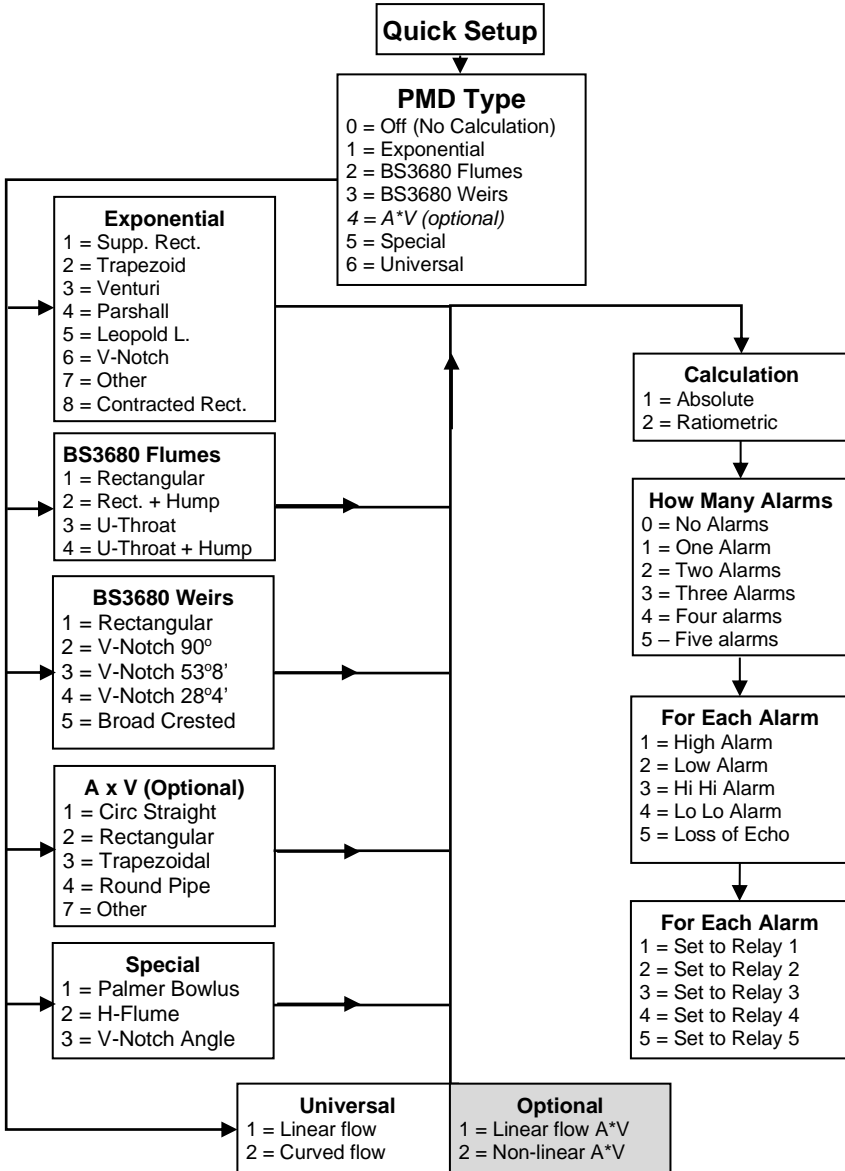 Quick Setup
PMD Type
0 = Off (No Calculation)
1 = Exponential
2 = BS3680 Flumes
3 = BS3680 Weirs
4 = A*V (optional)
5 = Special
6 = Universal
Exponential
1 = Supp. Rect.
2 = Trapezoid
3 = Venturi
4 = Parshall
5 = Leopold L.
6 = V-Notch
7 = Other
8 = Contracted Rect.
BS3680 Flumes
1 = Rectangular
2 = Rect. + Hump
3 = U-Throat
4 = U-Throat + Hump
BS3680 Weirs
1 = Rectangular
2 = V-Notch 90º
3 = V-Notch 53º8’
4 = V-Notch 28º4’
5 = Broad Crested
A x V (Optional)
1 = Circ Straight
2 = Rectangular
3 = Trapezoidal
4 = Round Pipe
7 = Other
Special
1 = Palmer Bowlus
2 = H-Flume
3 = V-Notch Angle
Universal
1 = Linear flow
2 = Curved flow
Optional
1 = Linear flow A*V
2 = Non-linear A*V
Calculation
1 = Absolute
2 = Ratiometric
How Many Alarms
0 = No Alarms
1 = One Alarm
2 = Two Alarms
3 = Three Alarms
4 = Four alarms
5 – Five alarms
For Each Alarm
1 = High Alarm
2 = Low Alarm
3 = Hi Hi Alarm
4 = Lo Lo Alarm
5 = Loss of Echo
For Each Alarm
1 = Set to Relay 1
2 = Set to Relay 2
3 = Set to Relay 3
4 = Set to Relay 4
5 = Set to Relay 5